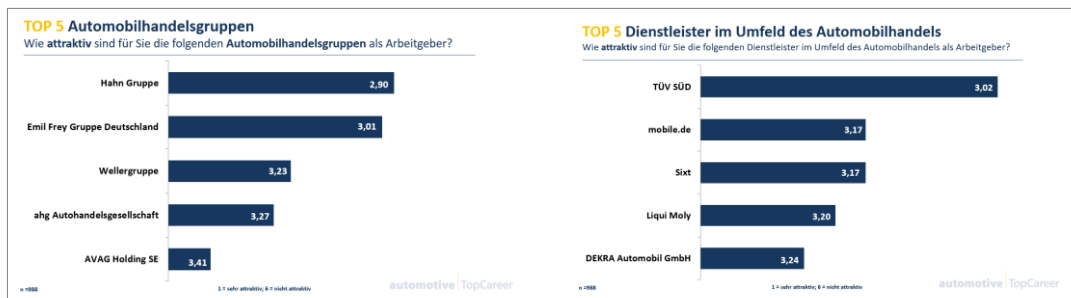 TOP 5 Automobilhandelsgruppen
Wie attraktiv sind für Sie die folgenden Automobilhandelsgruppen als Arbeitgeber?
Hahn Gruppe
2,90
Emil Frey Gruppe Deutschland
3,01
Wellergruppe
3,23
ahg Autohandelsgesellschaft
3,27
AVAG Holding SE
3,41
n =988
1 = sehr attraktiv; 6 = nicht attraktiv
automotive TopCareer
TOP 5 Dienstleister im Umfeld des Automobilhandels
Wie attraktiv sind für Sie die folgenden Dienstleister im Umfeld des Automobilhandels als Arbeitgeber?
TÜV SÜD
3,02
mobile.de
3,17
Sixt
3,17
Liqui Moly
3,20
DEKRA Automobil GmbH
3,24
n =988
1 = sehr attraktiv; 6 = nicht attraktiv
automotive TopCareer